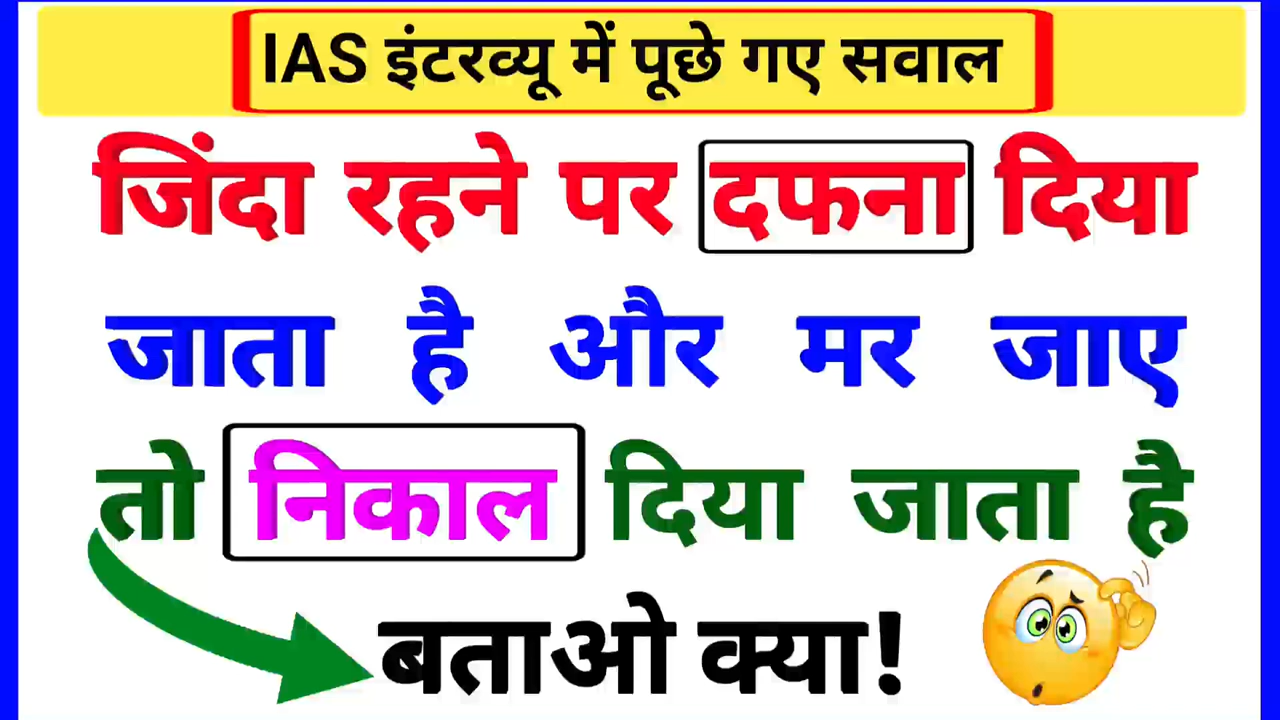 IAS इंटरव्यू में पूछे गए सवाल
जिंदा रहने पर दफना दिया
जाता है और मर जाए
तो निकाल दिया जाता है
बताओ क्या!